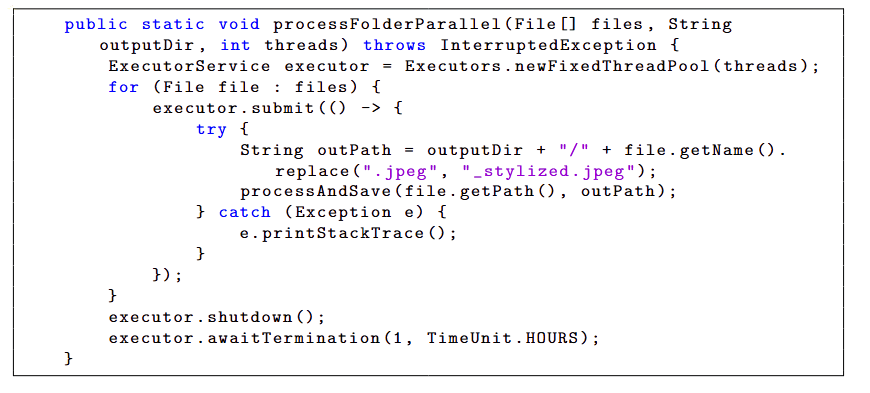 public static void processFolderParallel(File[] files, String
outputDir, int threads) throws InterruptedException {
ExecutorService executor = Executors.newFixedThreadPool(threads);
for (File file : files) {
executor.submit(() -> {
try {
String outPath = outputDir + "/" + file.getName().
replace(".jpeg", "_stylized.jpeg");
processAndSave(file.getPath(), outPath);
} catch (Exception e) {
e.printStackTrace();
}
});
}
executor.shutdown();
executor.awaitTermination(1, TimeUnit.HOURS);
}